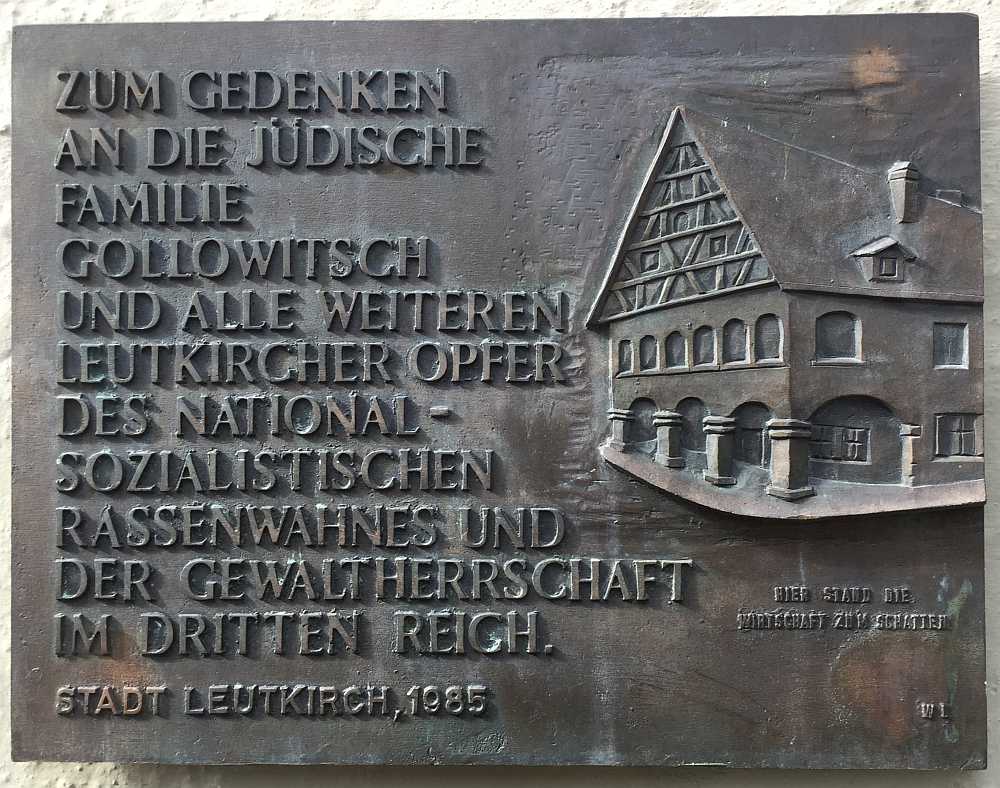 ZUM GEDENKEN
AN DIE JÜDISCHE
FAMILIE
GOLLOWITSCH
UND ALLE WEITEREN
LEUTKIRCHER OPFER
DES NATIONAL-
SOZIALISTISCHEN
RASSENWAHNES UND
DER GEWALTHERRSCHAFT
IM DRITTEN REICH.
STADT LEUTKIRCH, 1985
HIER STAND DIE
WIRTSCHAFT ZUM SCHATTEN